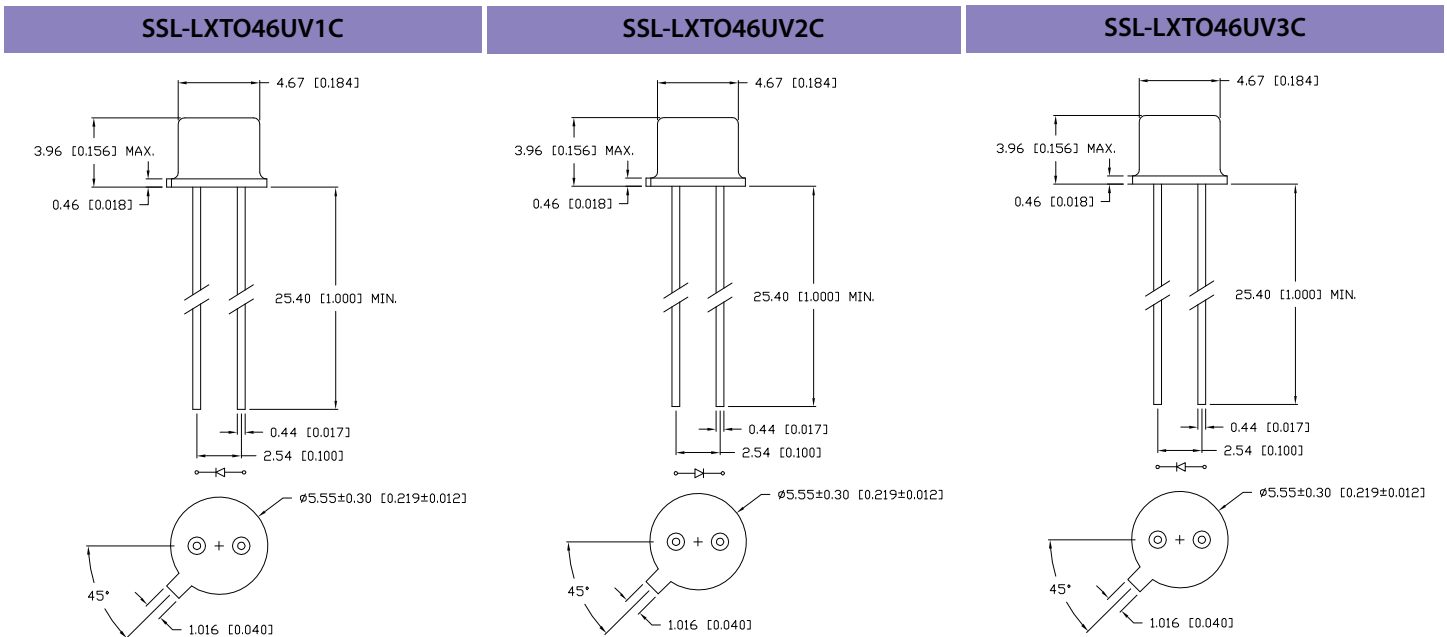 SSL-LXTO46UV1C
4.67 [0.184]
3.96 [0.156] MAX.
0.46 [0.018]
25.40 [1.000] MIN.
0.44 [0.017]
2.54 [0.100]
ø5.55±0.30 [0.219±0.012]
45°
1.016 [0.040]
SSL-LXTO46UV2C
4.67 [0.184]
3.96 [0.156] MAX.
0.46 [0.018]
25.40 [1.000] MIN.
0.44 [0.017]
2.54 [0.100]
ø5.55±0.30 [0.219±0.012]
45°
1.016 [0.040]
SSL-LXTO46UV3C
4.67 [0.184]
3.96 [0.156] MAX.
0.46 [0.018]
25.40 [1.000] MIN.
0.44 [0.017]
2.54 [0.100]
ø5.55±0.30 [0.219±0.012]
45°
1.016 [0.040]